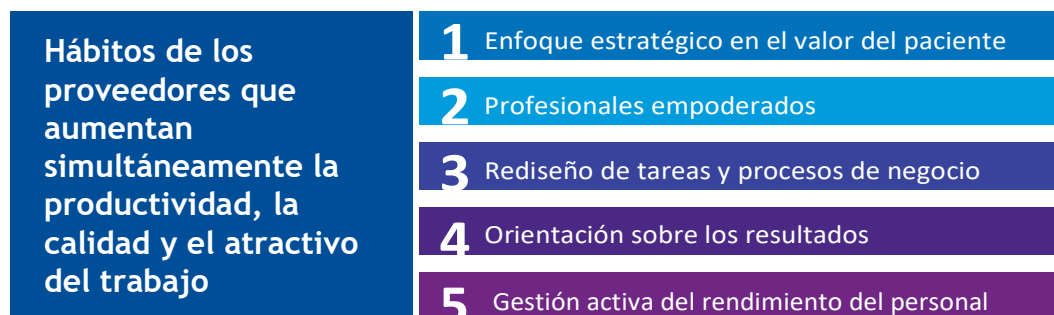 Hábitos de los
proveedores que
aumentan
simultáneamente la
productividad, la
calidad y el atractivo
del trabajo
1 Enfoque estratégico en el valor del paciente
2 Profesionales empoderados
3 Rediseño de tareas y procesos de negocio
4 Orientación sobre los resultados
5 Gestión activa del rendimiento del personal